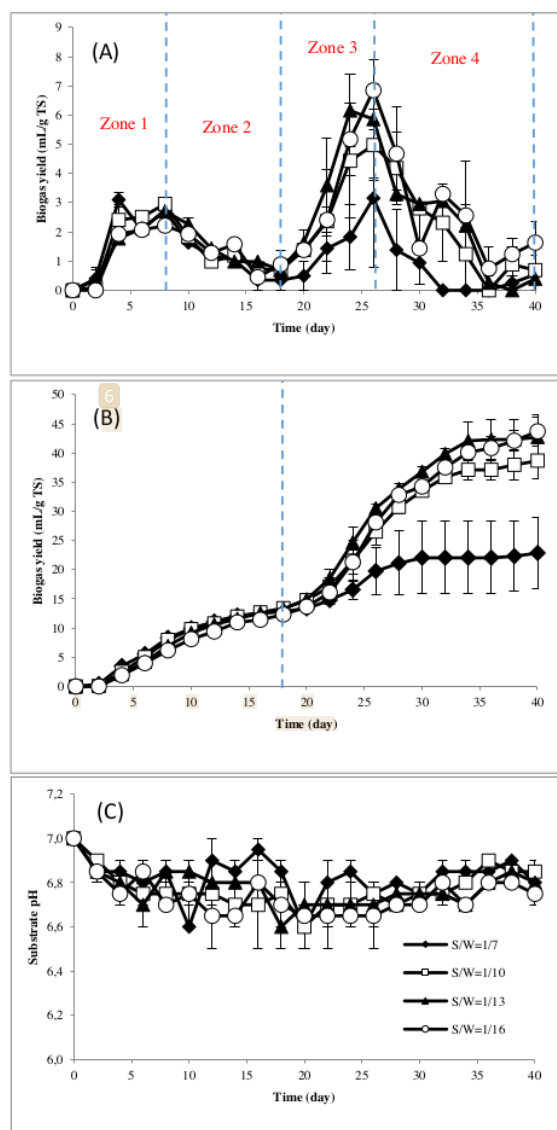 (A)
Zone 1
Zone 2
Zone 3
Zone 4
Biogas yield (mL/g TS)
9
8
7
6
5
4
3
2
1
0
0 5 10 15 20 25 30 35 40
Time (day)
6
(B)
Biogas yield (mL/g TS)
50
45
40
35
30
25
20
15
10
5
0
0 5 10 15 20 25 30 35 40
Time (day)
(C)
Substrate pH
7,2
7,0
6,8
6,6
6,4
6,2
6,0
S/W=1/7
S/W=1/10
S/W=1/13
S/W=1/16
0 5 10 15 20 25 30 35 40
Time (day)